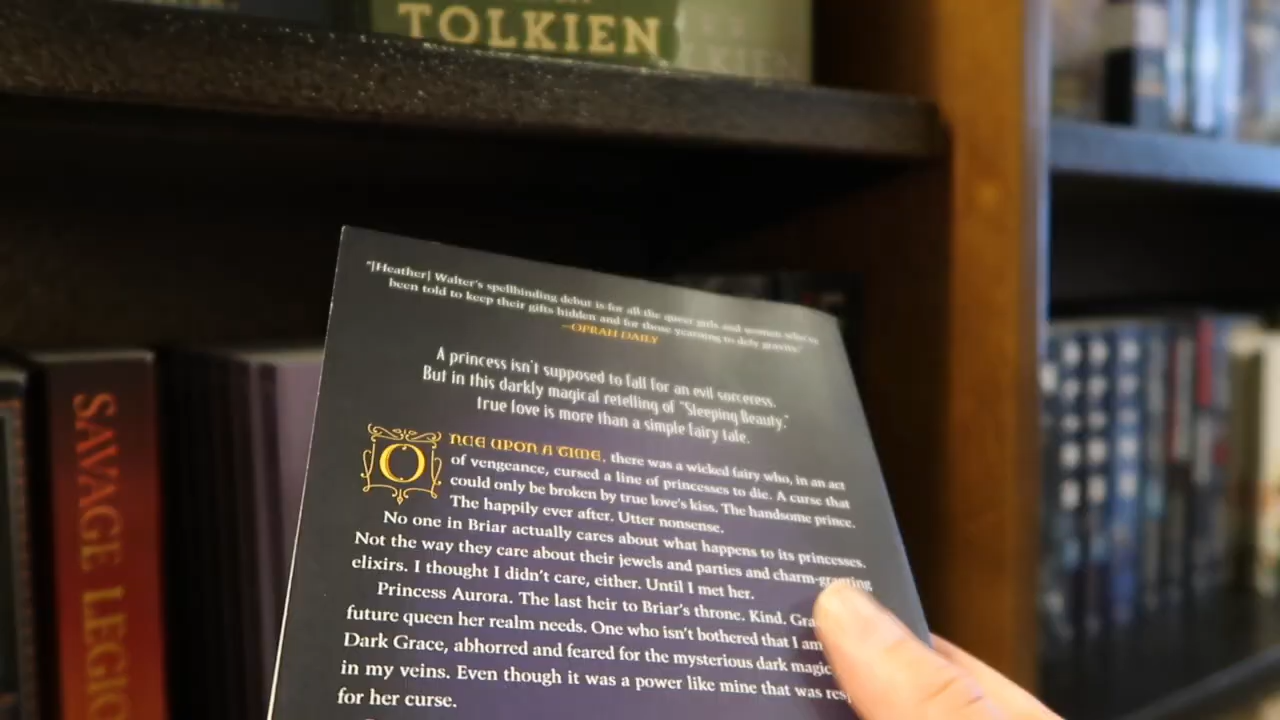 TOLKIEN
"[Heather] Walter's spellbinding debut is for all the queer girls and women who've
been told to keep their gifts hidden and for those yearning to defy gravity."
—OPRAH DAILY
A princess isn't supposed to fall for an evil sorceress.
But in this darkly magical retelling of "Sleeping Beauty,"
true love is more than a simple fairy tale.
ONCE UPON A TIME, there was a wicked fairy who, in an act
of vengeance, cursed a line of princesses to die. A curse that
could only be broken by true love's kiss. The handsome prince.
The happily ever after. Utter nonsense.
No one in Briar actually cares about what happens to its princesses.
Not the way they care about their jewels and parties and charm-granting
elixirs. I thought I didn't care, either. Until I met her.
Princess Aurora. The last heir to Briar's throne. Kind. Gra
future queen her realm needs. One who isn't bothered that I am
Dark Grace, abhorred and feared for the mysterious dark magic
in my veins. Even though it was a power like mine that was resp
for her curse.
SAVAGE LEGIO